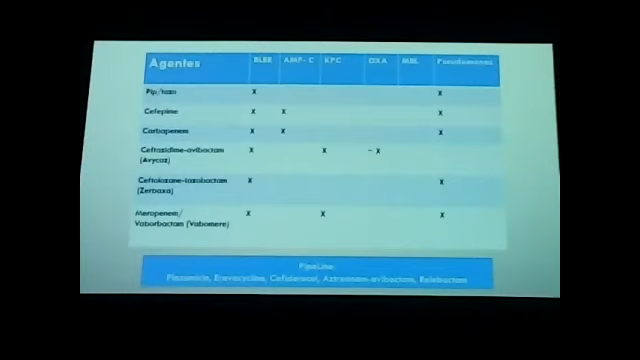 Agentes BLEE AMP- C KPC OXA MBL Pseudomonas
Pip/tazo x x
Cefepime x x x
Carbapenem x x x
Ceftazidime-avibactam x x – x
(Avycaz)
Ceftolozane-tazobactam x x
(Zerbaxa)
Meropenem/ x x x
Vaborbactam (Vabomere)
PipeLine
Plazomicin, Eravacycline, Cefiderocol, Aztreonam-avibactam, Relebactam